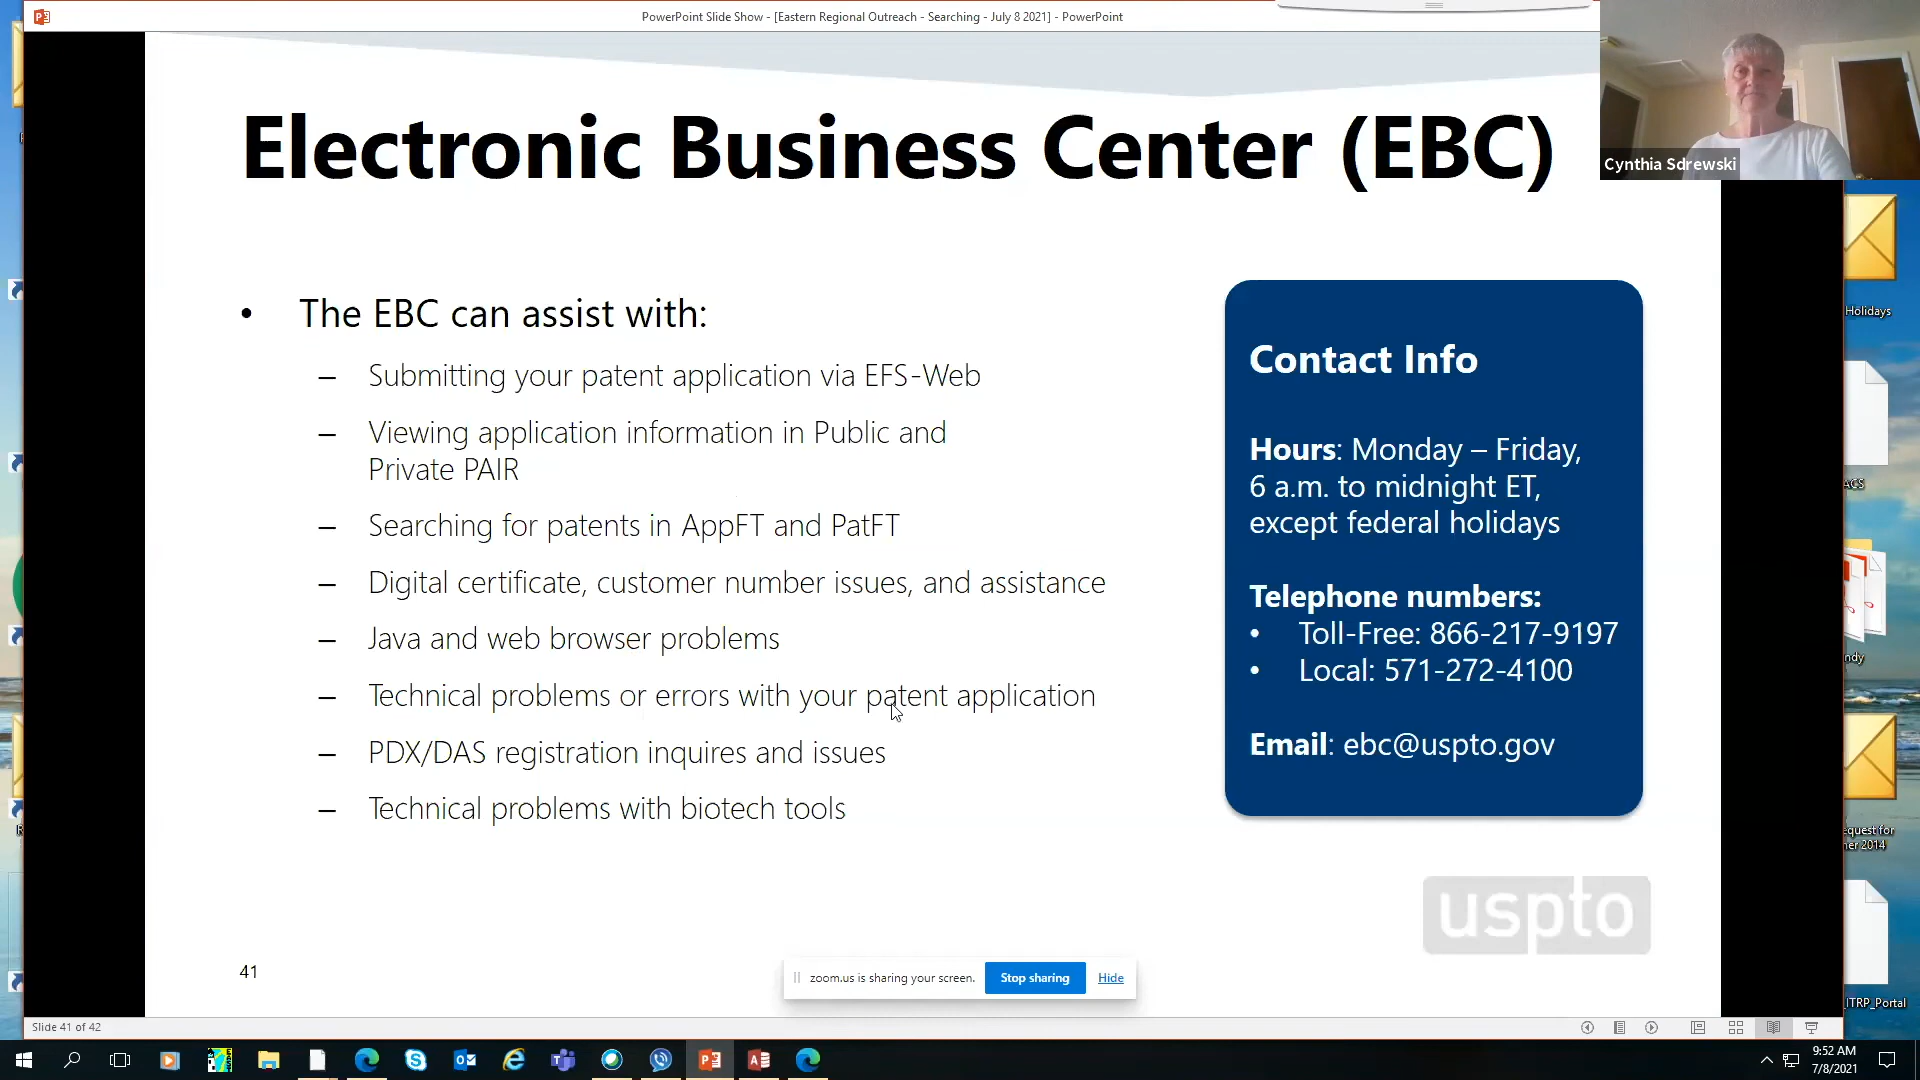 PowerPoint Slide Show - [Eastern Regional Outreach - Searching - July 8 2021] - PowerPoint
Electronic Business Center (EBC)
Cynthia Sdrewski
• The EBC can assist with:
– Submitting your patent application via EFS-Web
– Viewing application information in Public and
Private PAIR
– Searching for patents in AppFT and PatFT
– Digital certificate, customer number issues, and assistance
– Java and web browser problems
– Technical problems or errors with your patent application
– PDX/DAS registration inquires and issues
– Technical problems with biotech tools
Contact Info
Hours: Monday – Friday,
6 a.m. to midnight ET,
except federal holidays
Telephone numbers:
• Toll-Free: 866-217-9197
• Local: 571-272-4100
Email: ebc@uspto.gov
uspto
41
zoom.us is sharing your screen.
Stop sharing
Hide
Holidays
ITRP_Portal
Slide 41 of 42
9:52 AM
7/8/2021